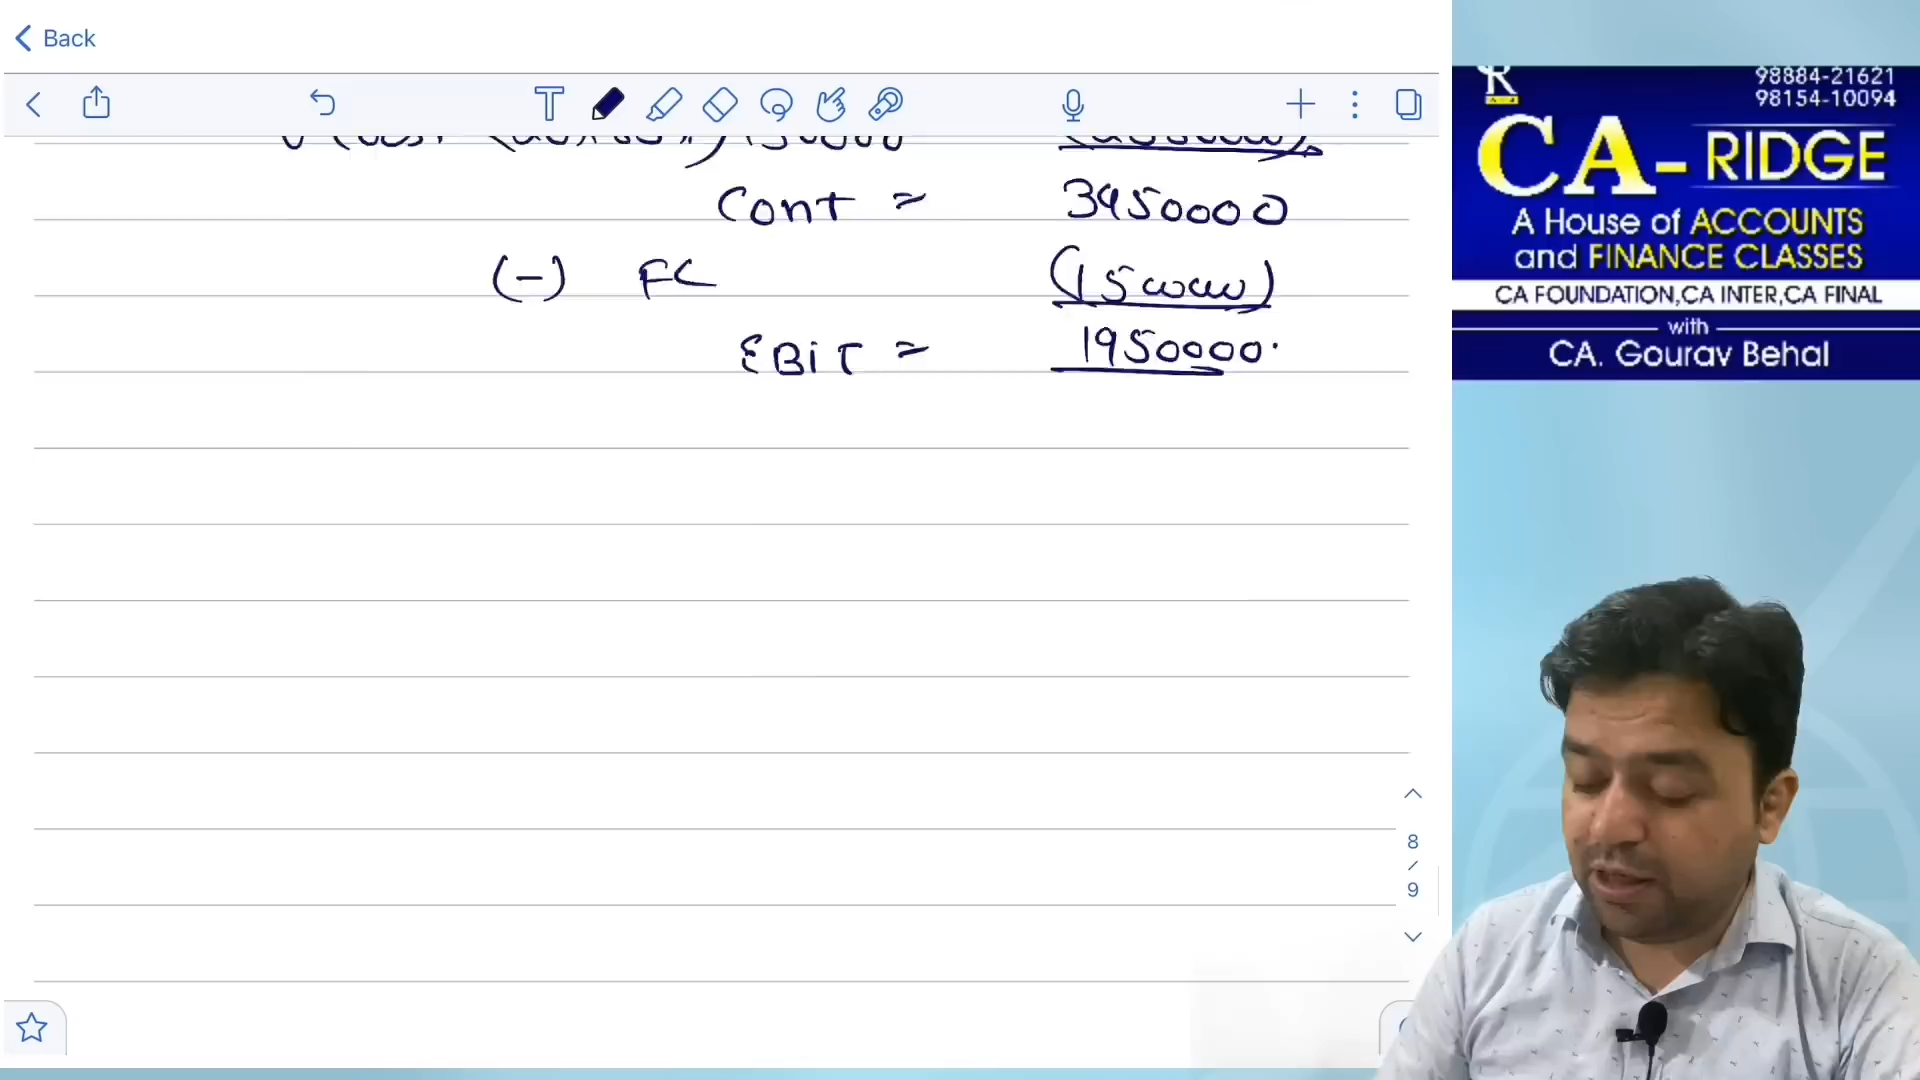 Back
98884-21621
98154-10094
CA-RIDGE
A House of ACCOUNTS
and FINANCE CLASSES
CA FOUNDATION,CA INTER,CA FINAL
with
CA. Gourav Behal
Cont = 3450000
(-) FC (1500000)
EBIT = 1950000
8
/
9